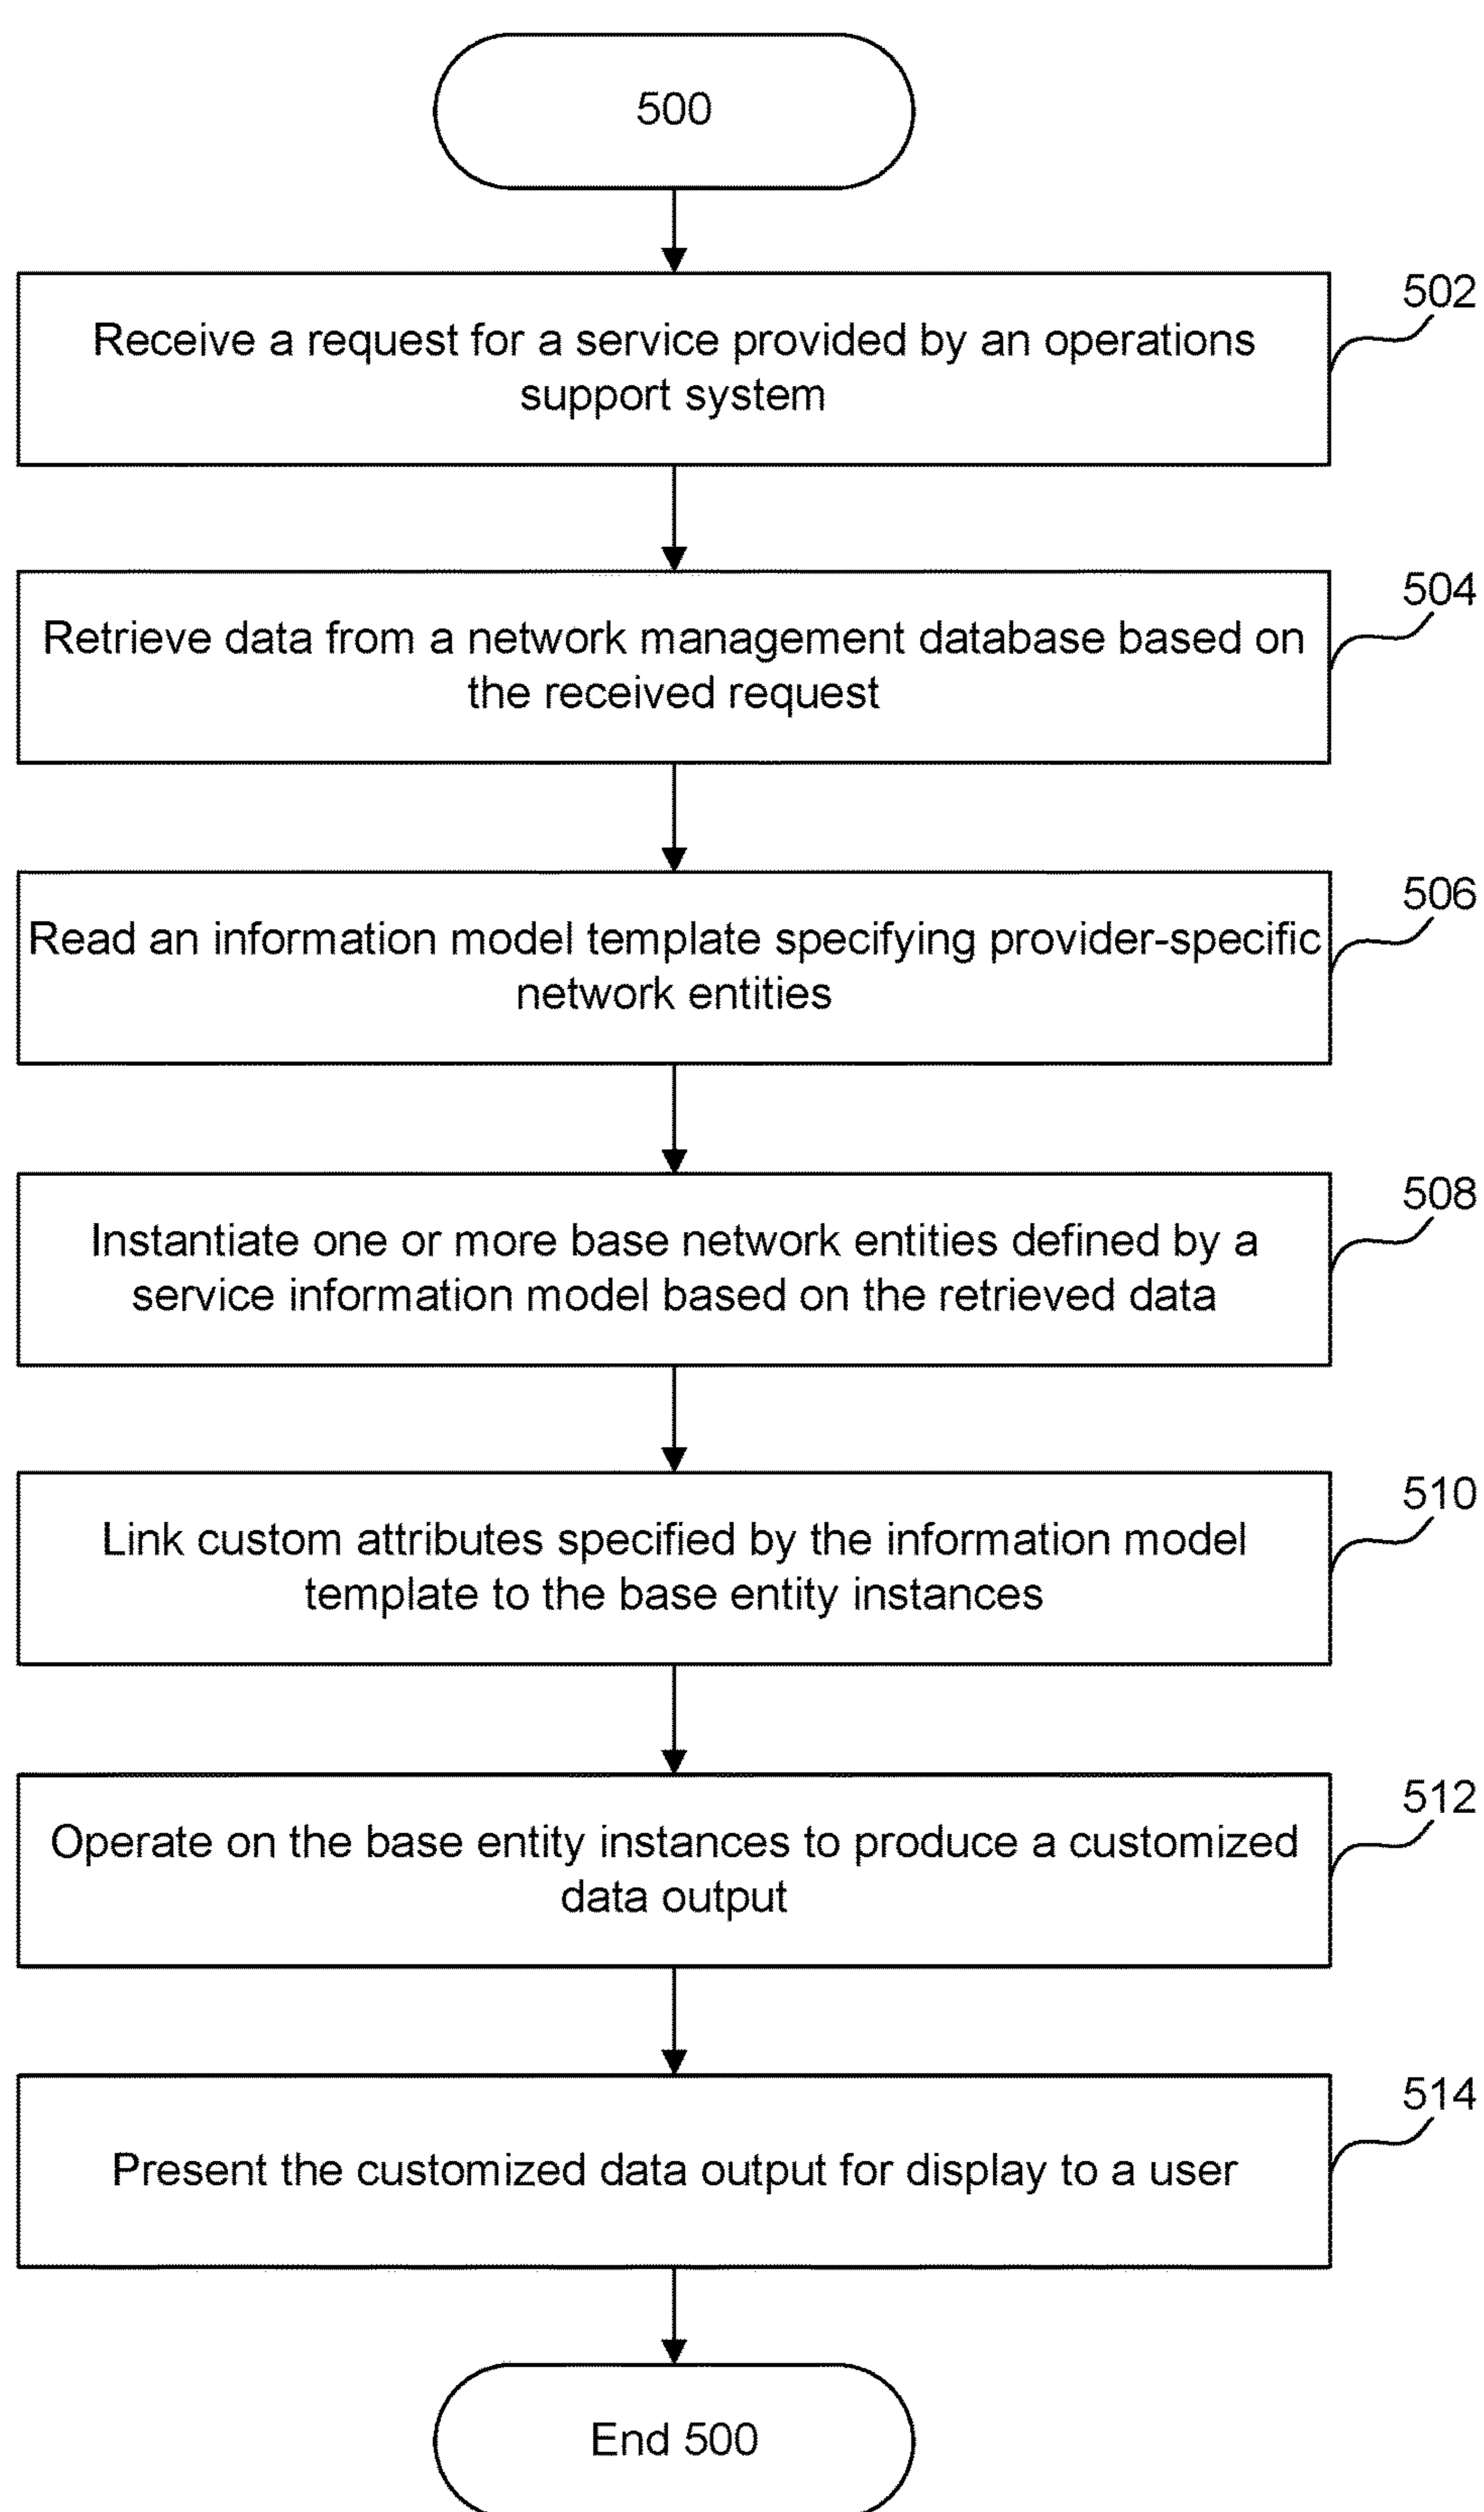 500
502
Receive a request for a service provided by an operations
support system
504
Retrieve data from a network management database based on
the received request
506
Read an information model template specifying provider-specific
network entities
508
Instantiate one or more base network entities defined by a
service information model based on the retrieved data
510
Link custom attributes specified by the information model
template to the base entity instances
512
Operate on the base entity instances to produce a customized
data output
514
Present the customized data output for display to a user
End 500